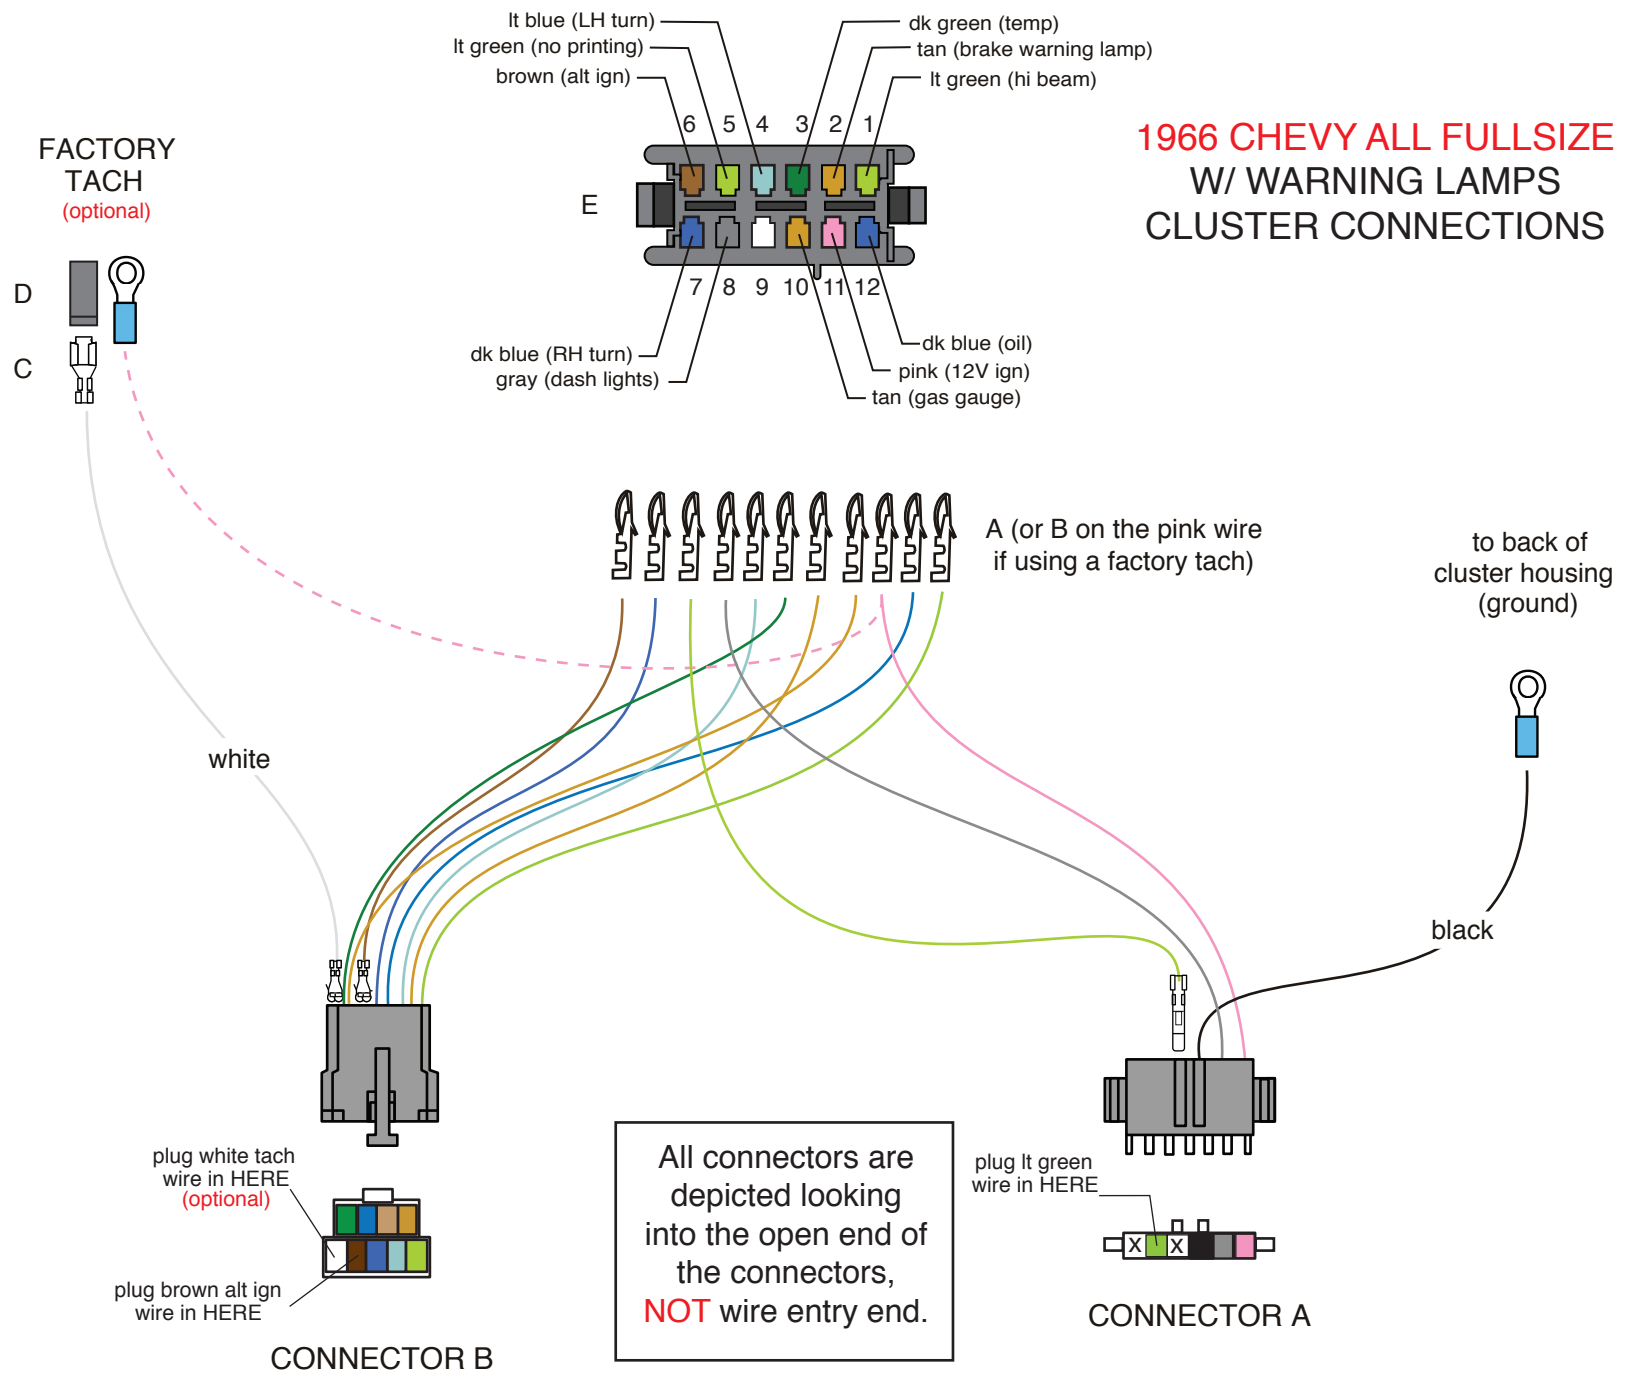 lt blue (LH turn)
lt green (no printing)
brown (alt ign)
dk green (temp)
tan (brake warning lamp)
lt green (hi beam)
6 5 4 3 2 1
E
7 8 9 10 11 12
dk blue (RH turn)
gray (dash lights)
dk blue (oil)
pink (12V ign)
tan (gas gauge)
1966 CHEVY ALL FULLSIZE
W/ WARNING LAMPS
CLUSTER CONNECTIONS
FACTORY
TACH
(optional)
D
C
A (or B on the pink wire
if using a factory tach)
to back of
cluster housing
(ground)
white
black
plug white tach
wire in HERE
(optional)
plug brown alt ign
wire in HERE
CONNECTOR B
All connectors are
depicted looking
into the open end of
the connectors,
NOT wire entry end.
plug lt green
wire in HERE
X X
CONNECTOR A